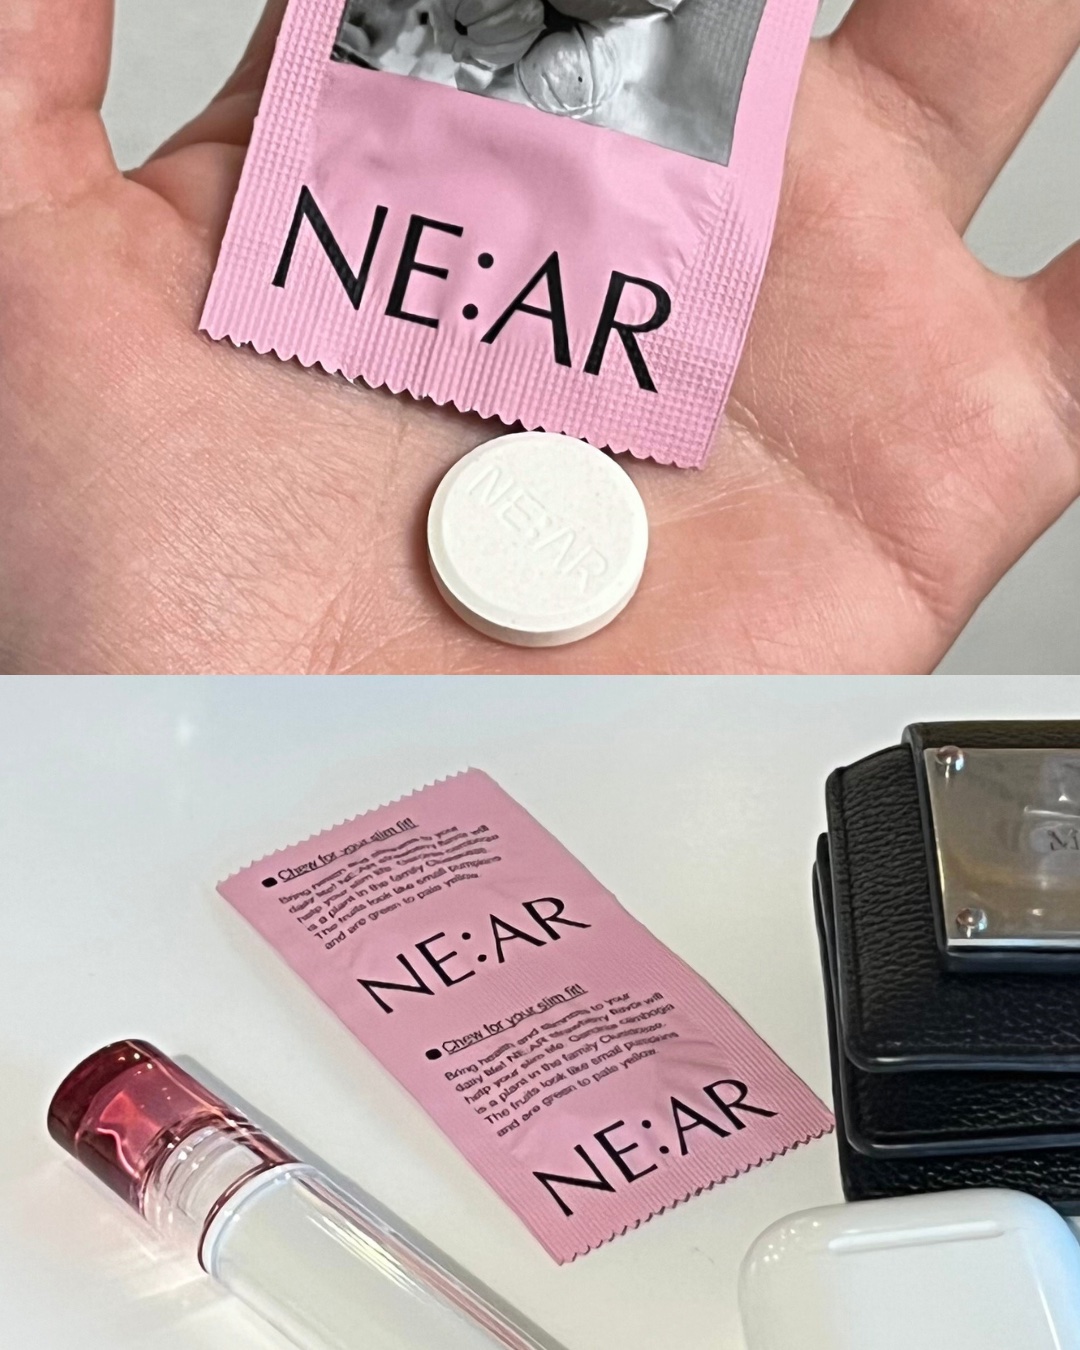 NE:AR
NE:AR
Chew for your slim fit!
Bring health and slimness to your
daily life! NE:AR strawberry flavor will
help your slim life. Garcinia cambogia
is a plant in the family Clusiaceae.
The fruits look like small pumpkins
and are green to pale yellow.
NE:AR
Chew for your slim fit!
Bring health and slimness to your
daily life! NE:AR strawberry flavor will
help your slim life. Garcinia cambogia
is a plant in the family Clusiaceae.
The fruits look like small pumpkins
and are green to pale yellow.
NE:AR